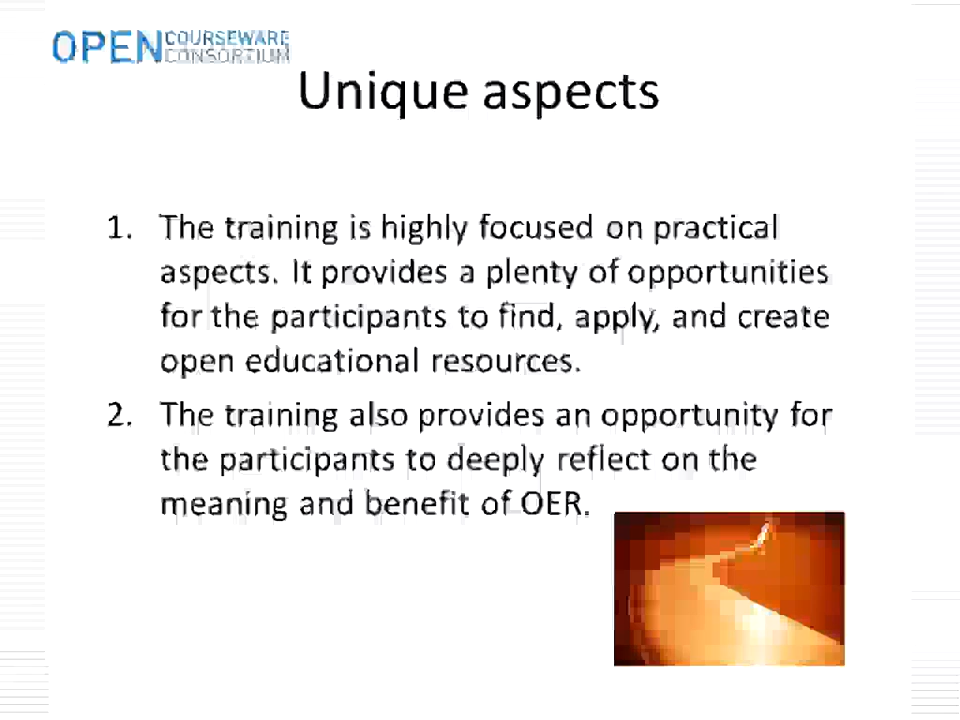 OPEN COURSEWARE
CONSORTIUM
Unique aspects
1. The training is highly focused on practical
aspects. It provides a plenty of opportunities
for the participants to find, apply, and create
open educational resources.
2. The training also provides an opportunity for
the participants to deeply reflect on the
meaning and benefit of OER.